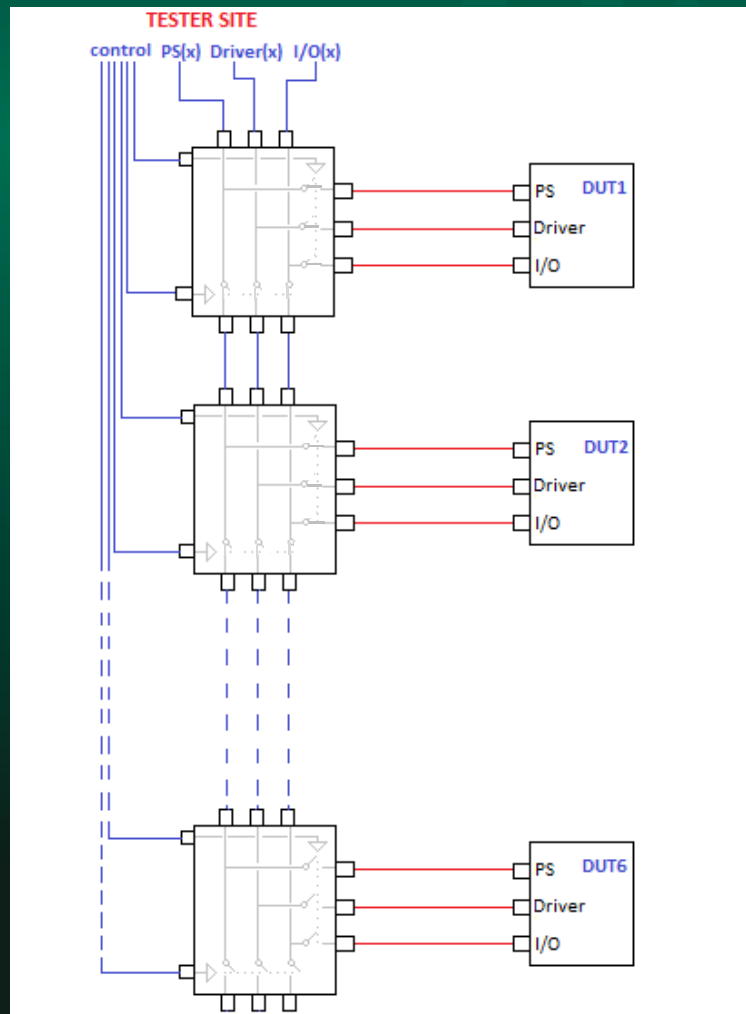 TESTER SITE
control PS(x) Driver(x) I/O(x)
PS DUT1
Driver
I/O
PS DUT2
Driver
I/O
PS DUT6
Driver
I/O